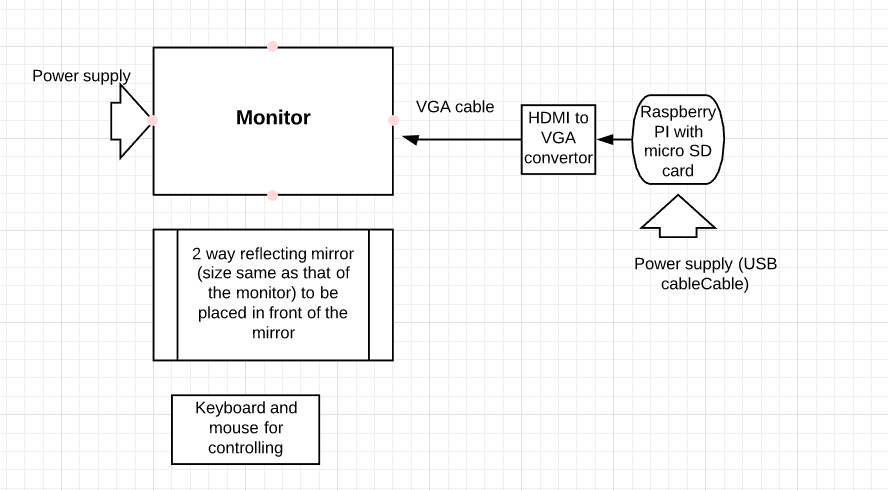 Power supply
Monitor
VGA cable
HDMI to
VGA
convertor
Raspberry
PI with
micro SD
card
Power supply (USB
cableCable)
2 way reflecting mirror
(size same as that of
the monitor) to be
placed in front of the
mirror
Keyboard and
mouse for
controlling